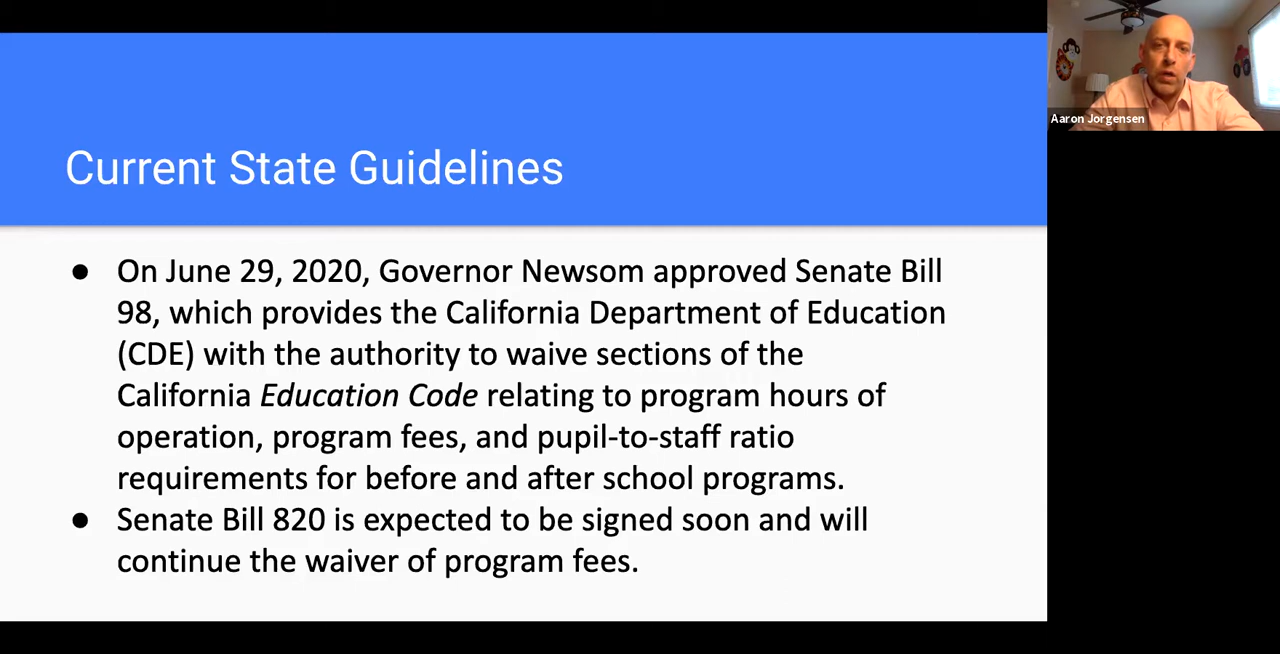 Current State Guidelines
● On June 29, 2020, Governor Newsom approved Senate Bill
98, which provides the California Department of Education
(CDE) with the authority to waive sections of the
California Education Code relating to program hours of
operation, program fees, and pupil-to-staff ratio
requirements for before and after school programs.
● Senate Bill 820 is expected to be signed soon and will
continue the waiver of program fees.
Aaron Jorgensen